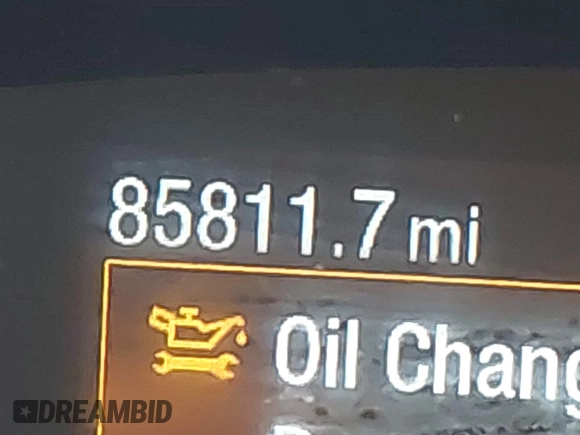 85811.7 mi
Oil Chang
DREAMBID